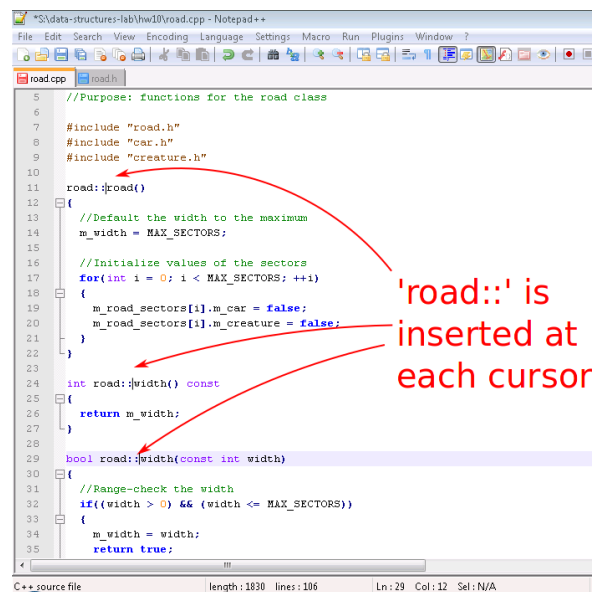 *S:\data-structures-lab\hw10\road.cpp - Notepad++
File Edit Search View Encoding Language Settings Macro Run Plugins Window ?
road.cpp road.h
5 //Purpose: functions for the road class
6
7 #include "road.h"
8 #include "car.h"
9 #include "creature.h"
10
11 road::road()
12 {
13 //Default the width to the maximum
14 m_width = MAX_SECTORS;
15
16 //Initialize values of the sectors
17 for(int i = 0; i < MAX_SECTORS; ++i)
18 {
19 m_road_sectors[i].m_car = false;
20 m_road_sectors[i].m_creature = false;
21 }
22 }
23
24 int road::width() const
25 {
26 return m_width;
27 }
28
29 bool road::width(const int width)
30 {
31 //Range-check the width
32 if((width > 0) && (width <= MAX_SECTORS))
33 {
34 m_width = width;
35 return true;
'road::' is
inserted at
each cursor
C++ source file length : 1830 lines : 106 Ln : 29 Col : 12 Sel : N/A